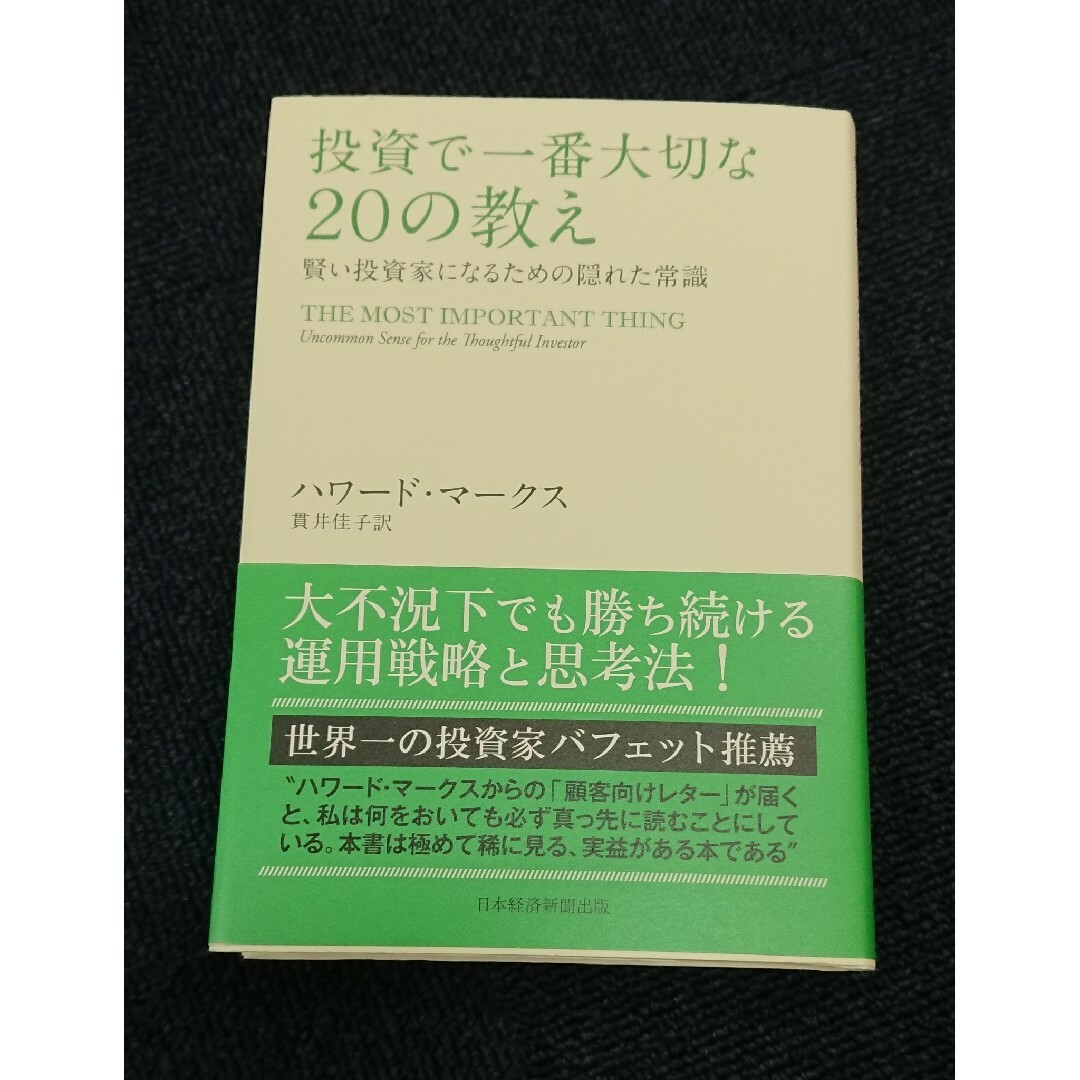 投資で一番大切な
20の教え
賢い投資家になるための隠れた常識
THE MOST IMPORTANT THING
Uncommon Sense for the Thoughtful Investor
ハワード・マークス
貫井佳子訳
大不況下でも勝ち続ける
運用戦略と思考法！
世界一の投資家バフェット推薦
"ハワード・マークスからの「顧客向けレター」が届く
と、私は何をおいても必ず真っ先に読むことにして
いる。本書は極めて稀に見る、実益がある本である"
日本経済新聞出版